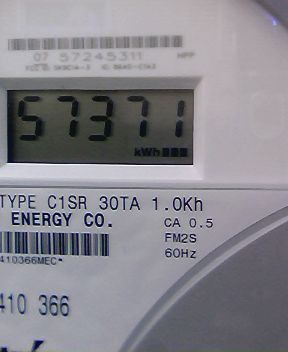 07 57245311
57371
kWh
TYPE C1SR 30TA 1.0Kh
ENERGY CO.
CA 0.5
FM2S
60Hz
410366MEC*
410 366